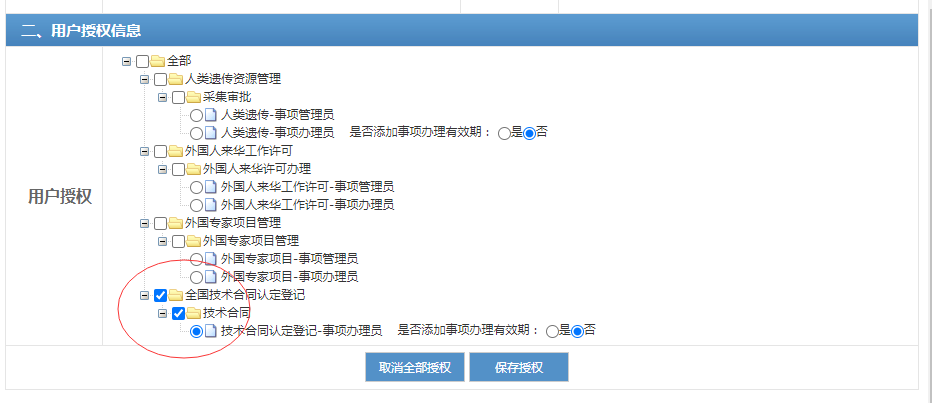 二、用户授权信息
用户授权
全部
人类遗传资源管理
采集审批
人类遗传-事项管理员
人类遗传-事项办理员 是否添加事项办理有效期： 是 否
外国人来华工作许可
外国人来华许可办理
外国人来华工作许可-事项管理员
外国人来华工作许可-事项办理员
外国专家项目管理
外国专家项目管理
外国专家项目-事项管理员
外国专家项目-事项办理员
全国技术合同认定登记
技术合同
技术合同认定登记-事项办理员 是否添加事项办理有效期： 是 否
取消全部授权 保存授权